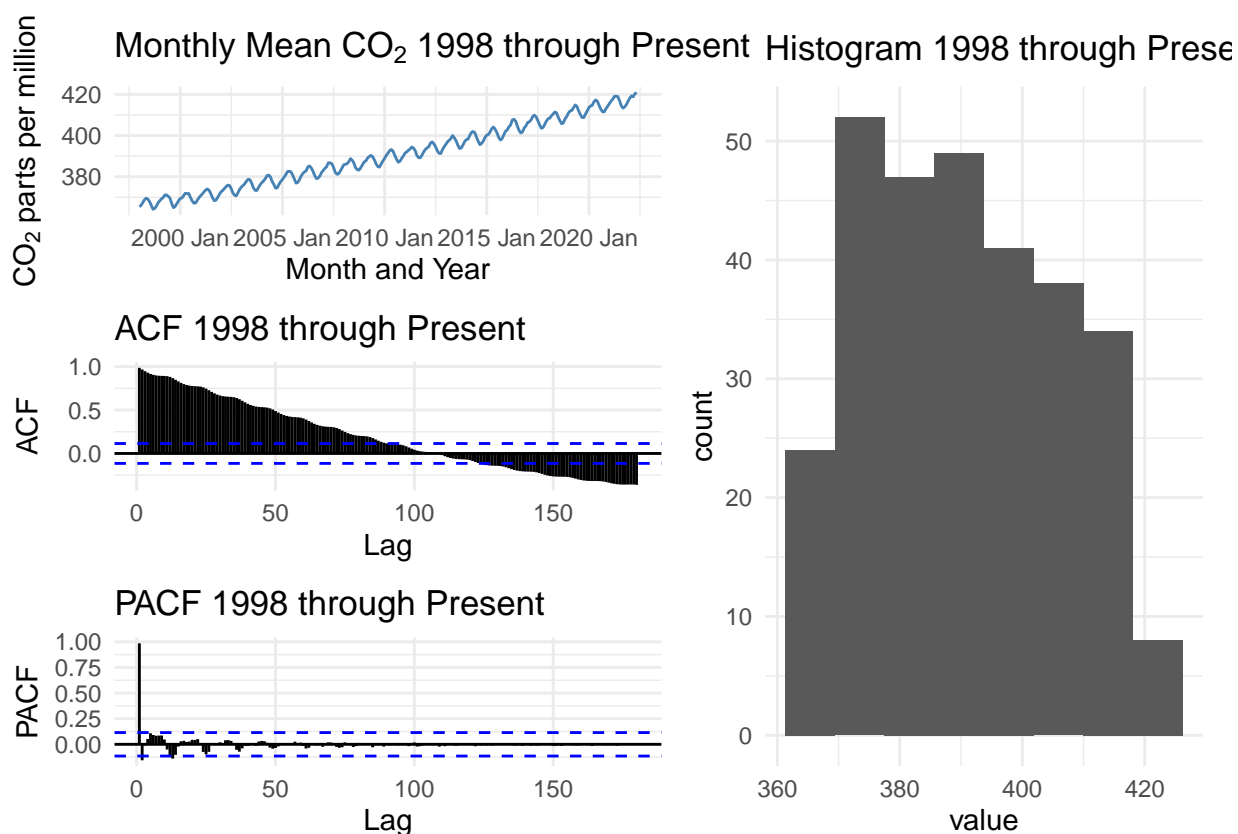 Monthly Mean CO₂ 1998 through Present
CO₂ parts per million
420
400
380
2000 Jan 2005 Jan 2010 Jan 2015 Jan 2020 Jan
Month and Year
ACF 1998 through Present
ACF
1.0
0.5
0.0
0 50 100 150
Lag
PACF 1998 through Present
PACF
1.00
0.75
0.50
0.25
0.00
0 50 100 150
Lag
Histogram 1998 through Prese
count
50
40
30
20
10
0
360 380 400 420
value